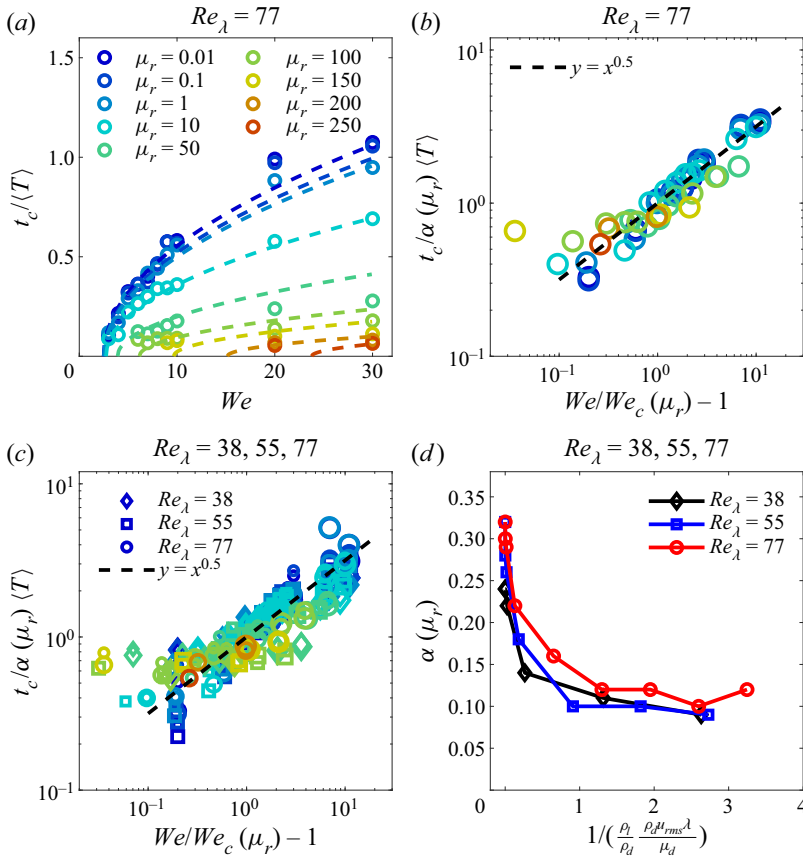 (a) Re_λ = 77
t_c/⟨T⟩
1.5
1.0
0.5
0 10 20 30
We
μ_r = 0.01
μ_r = 0.1
μ_r = 1
μ_r = 10
μ_r = 50
μ_r = 100
μ_r = 150
μ_r = 200
μ_r = 250
(b) Re_λ = 77
t_c/α (μ_r) ⟨T⟩
10^1
10^0
10^−1
10^−1 10^0 10^1
We/We_c (μ_r) – 1
y = x^0.5
(c) Re_λ = 38, 55, 77
t_c/α (μ_r) ⟨T⟩
10^1
10^0
10^−1
10^−1 10^0 10^1
We/We_c (μ_r) – 1
Re_λ = 38
Re_λ = 55
Re_λ = 77
y = x^0.5
(d) Re_λ = 38, 55, 77
α (μ_r)
0.35
0.30
0.25
0.20
0.15
0.10
0.05
0 1 2 3 4
1/(ρ_l/ρ_d ρ_d u_rms λ/μ_d)
Re_λ = 38
Re_λ = 55
Re_λ = 77